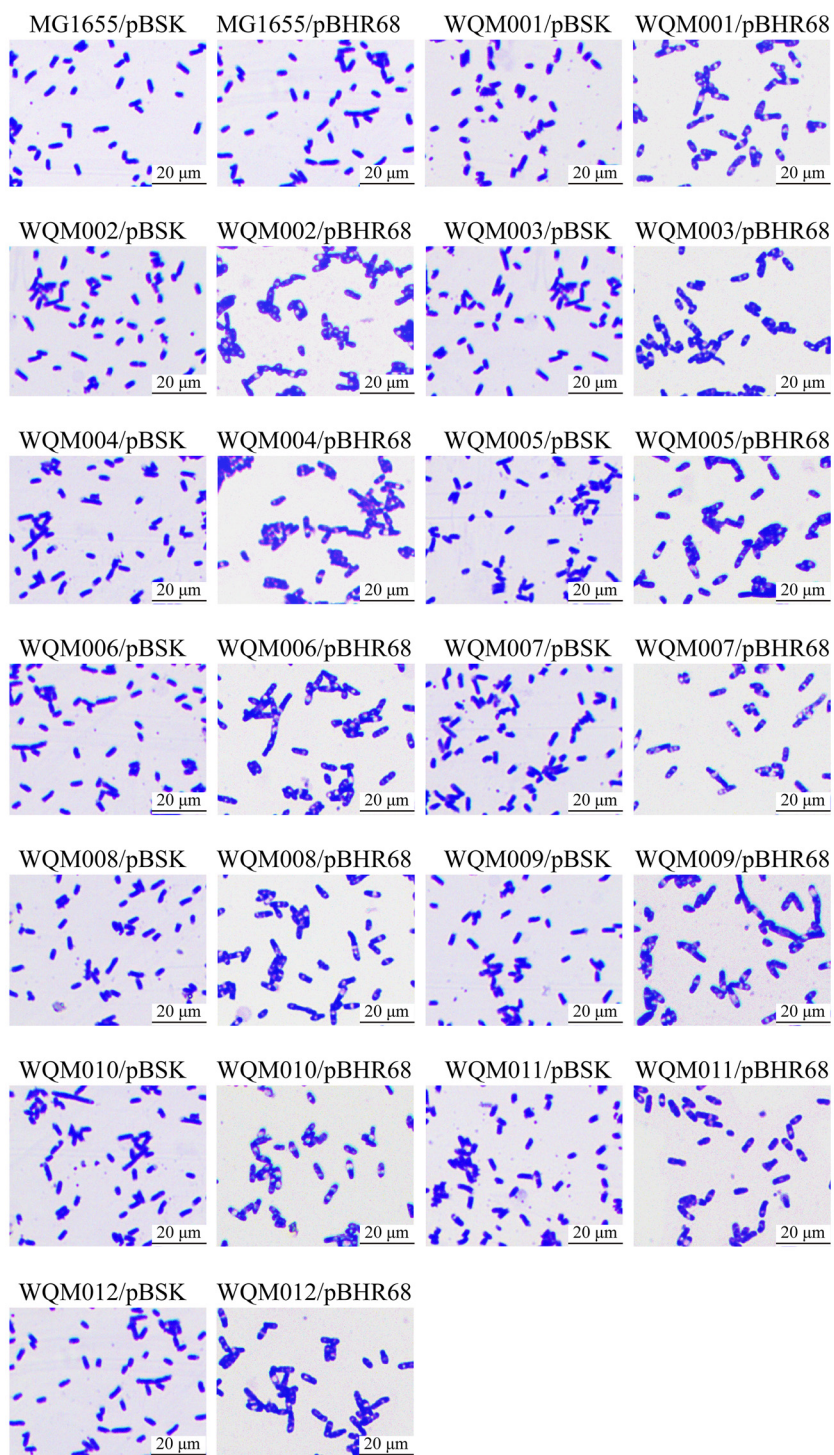 MG1655/pBSK MG1655/pBHR68 WQM001/pBSK WQM001/pBHR68
20 μm 20 μm 20 μm 20 μm
WQM002/pBSK WQM002/pBHR68 WQM003/pBSK WQM003/pBHR68
20 μm 20 μm 20 μm 20 μm
WQM004/pBSK WQM004/pBHR68 WQM005/pBSK WQM005/pBHR68
20 μm 20 μm 20 μm 20 μm
WQM006/pBSK WQM006/pBHR68 WQM007/pBSK WQM007/pBHR68
20 μm 20 μm 20 μm 20 μm
WQM008/pBSK WQM008/pBHR68 WQM009/pBSK WQM009/pBHR68
20 μm 20 μm 20 μm 20 μm
WQM010/pBSK WQM010/pBHR68 WQM011/pBSK WQM011/pBHR68
20 μm 20 μm 20 μm 20 μm
WQM012/pBSK WQM012/pBHR68
20 μm 20 μm